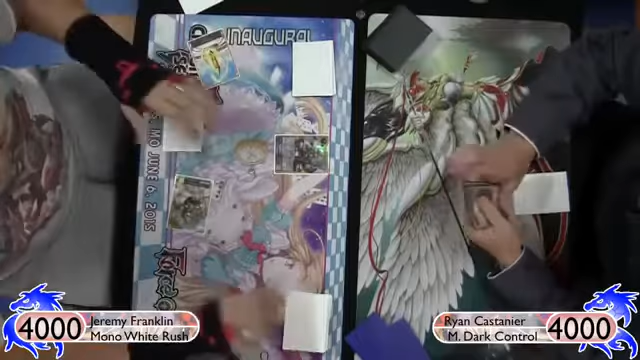 INAUGURAL
MO JUNE 6, 2015
4000
Jeremy Franklin
Mono White Rush
Ryan Castanier
M. Dark Control
4000